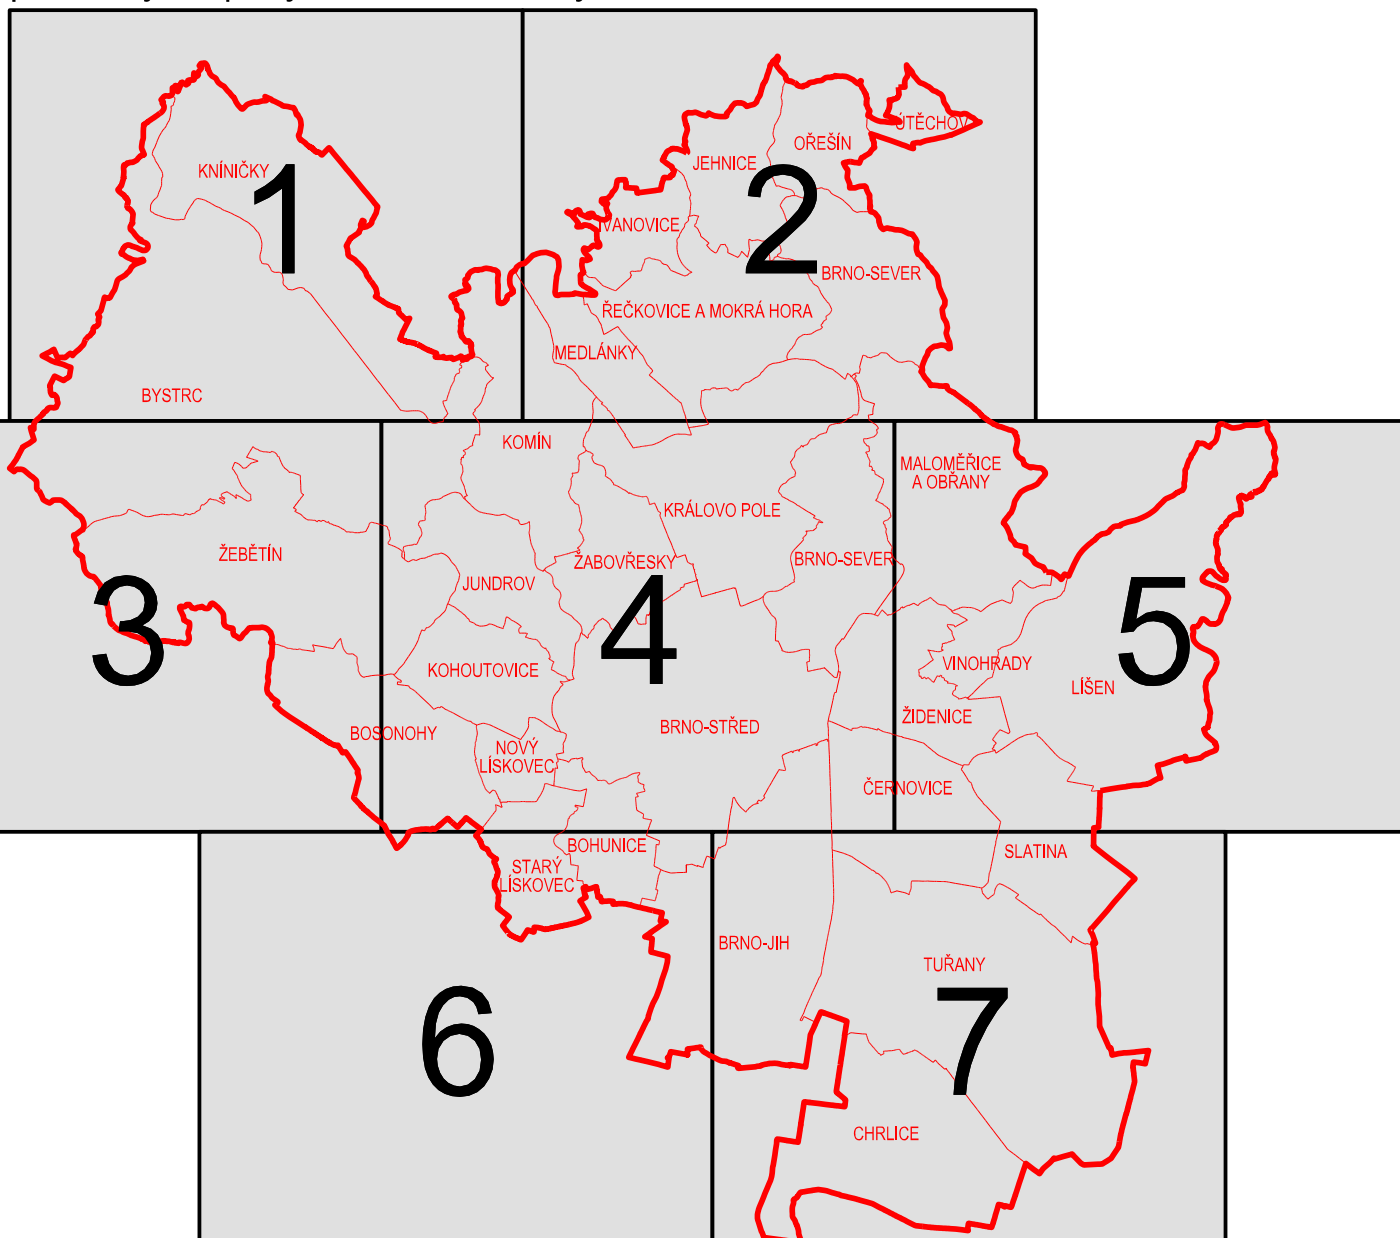 ÚTĚCHOV
OŘEŠÍN
JEHNICE
KNÍNIČKY
1
2
IVANOVICE
BRNO-SEVER
ŘEČKOVICE A MOKRÁ HORA
MEDLÁNKY
BYSTRC
KOMÍN
MALOMĚŘICE
A OBŘANY
KRÁLOVO POLE
ŽEBĚTÍN
ŽABOVŘESKY
BRNO-SEVER
JUNDROV
3
4
5
KOHOUTOVICE
VINOHRADY
LÍŠEN
ŽIDENICE
BRNO-STŘED
BOSONOHY
NOVÝ
LÍSKOVEC
ČERNOVICE
BOHUNICE
SLATINA
STARÝ
LÍSKOVEC
BRNO-JIH
TUŘANY
6
7
CHRLICE